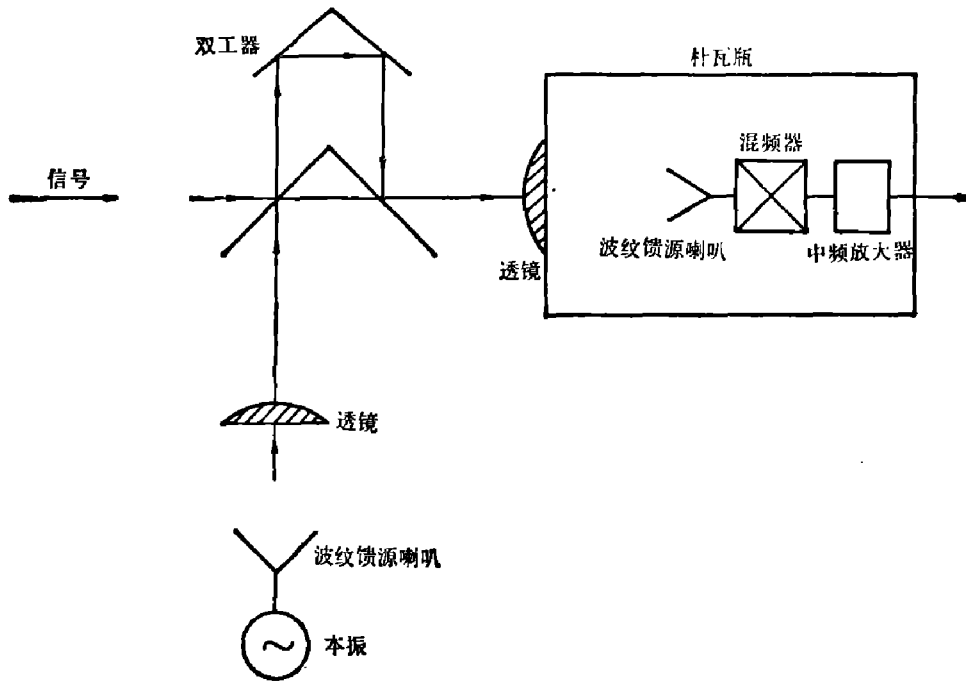 双工器
杜瓦瓶
信号
混频器
波纹馈源喇叭
中频放大器
透镜
透镜
波纹馈源喇叭
本振